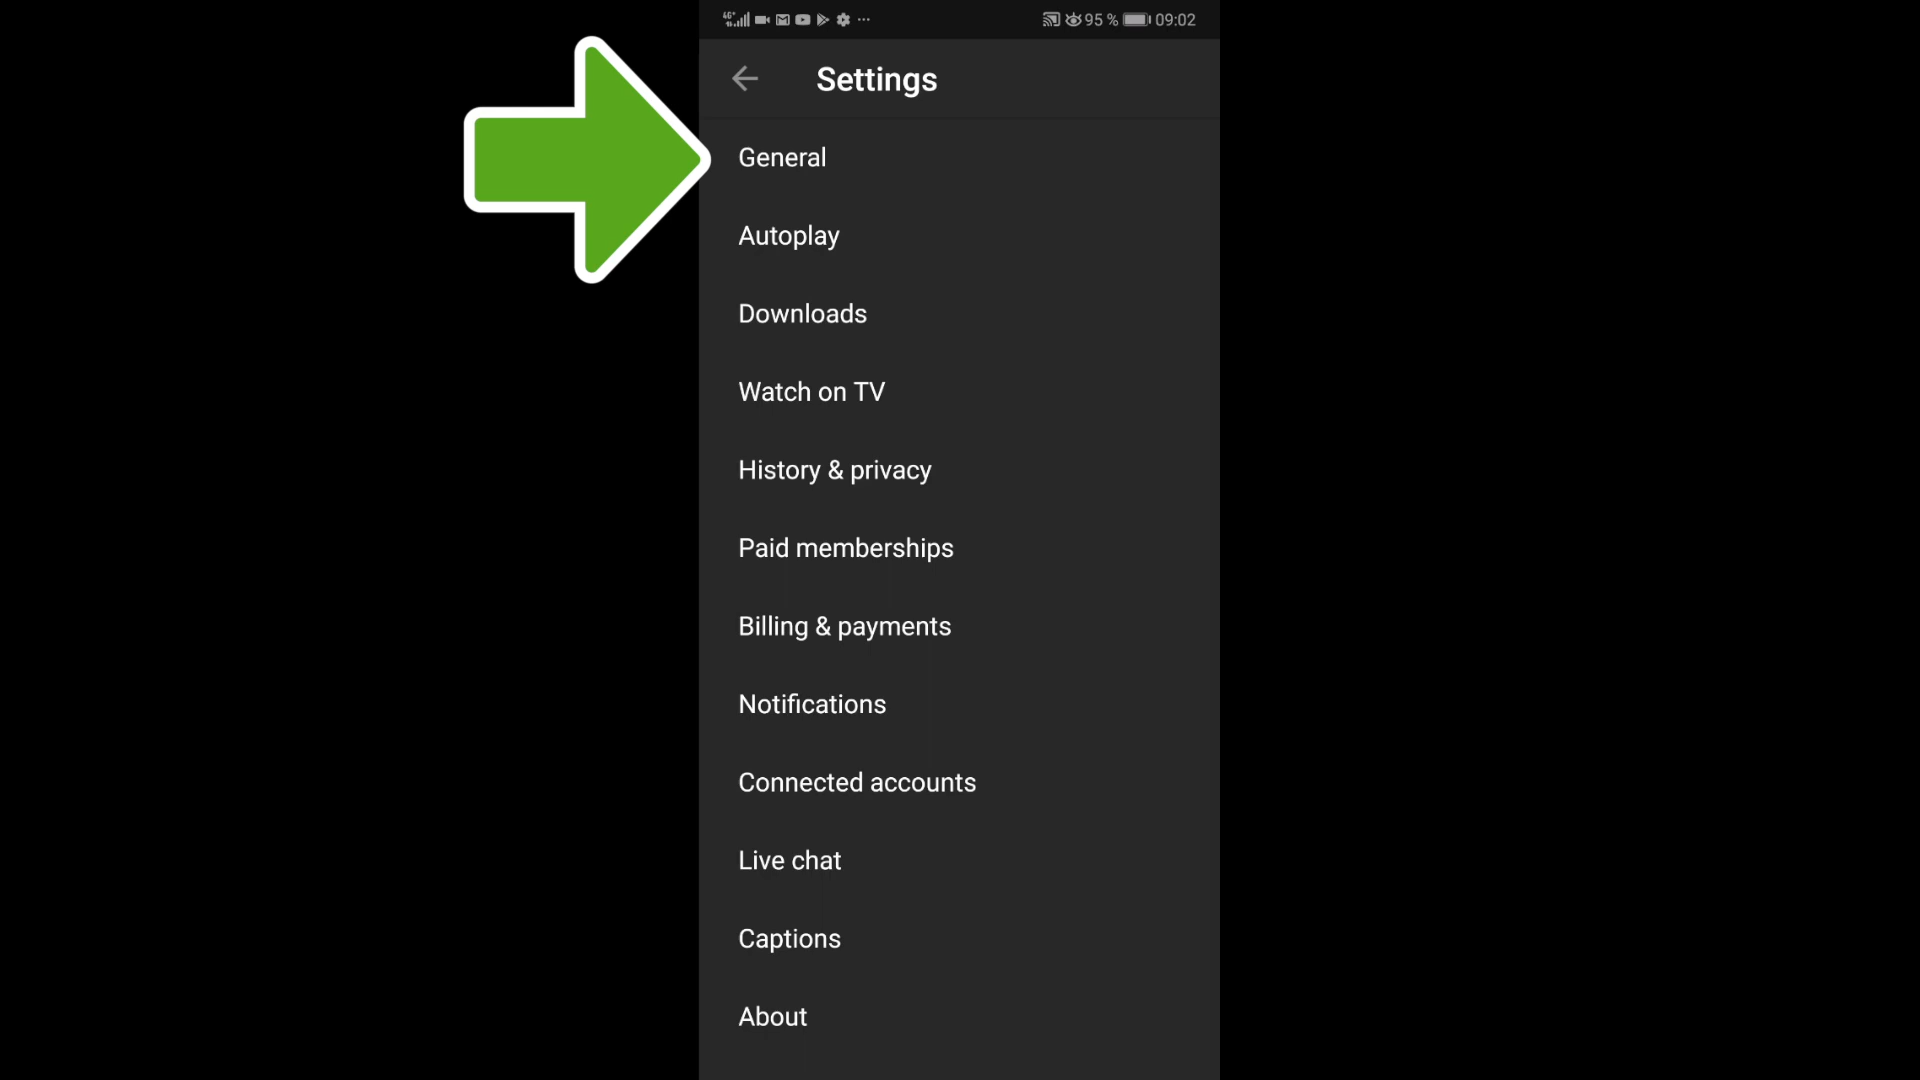 4G+ 95 % 09:02
Settings
General
Autoplay
Downloads
Watch on TV
History & privacy
Paid memberships
Billing & payments
Notifications
Connected accounts
Live chat
Captions
About